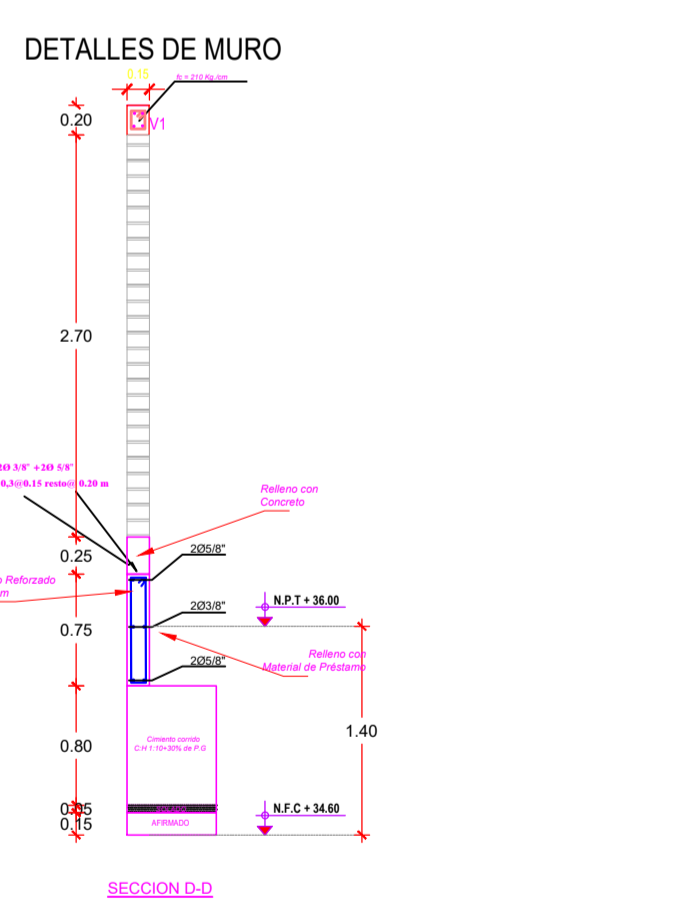 DETALLES DE MURO
0.15
fc = 210 Kg./cm
0.20
V1
2.70
2Ø 3/8" +2Ø 5/8"
0,3@0.15 resto@ 0.20 m
Relleno con
Concreto
0.25
2Ø5/8"
o Reforzado
m
N.P.T + 36.00
2Ø3/8"
0.75
Relleno con
Material de Préstamo
2Ø5/8"
1.40
Cimiento corrido
C:H 1:10+30% de P.G
0.80
0.05
N.F.C + 34.60
0.15
AFIRMADO
SECCION D-D